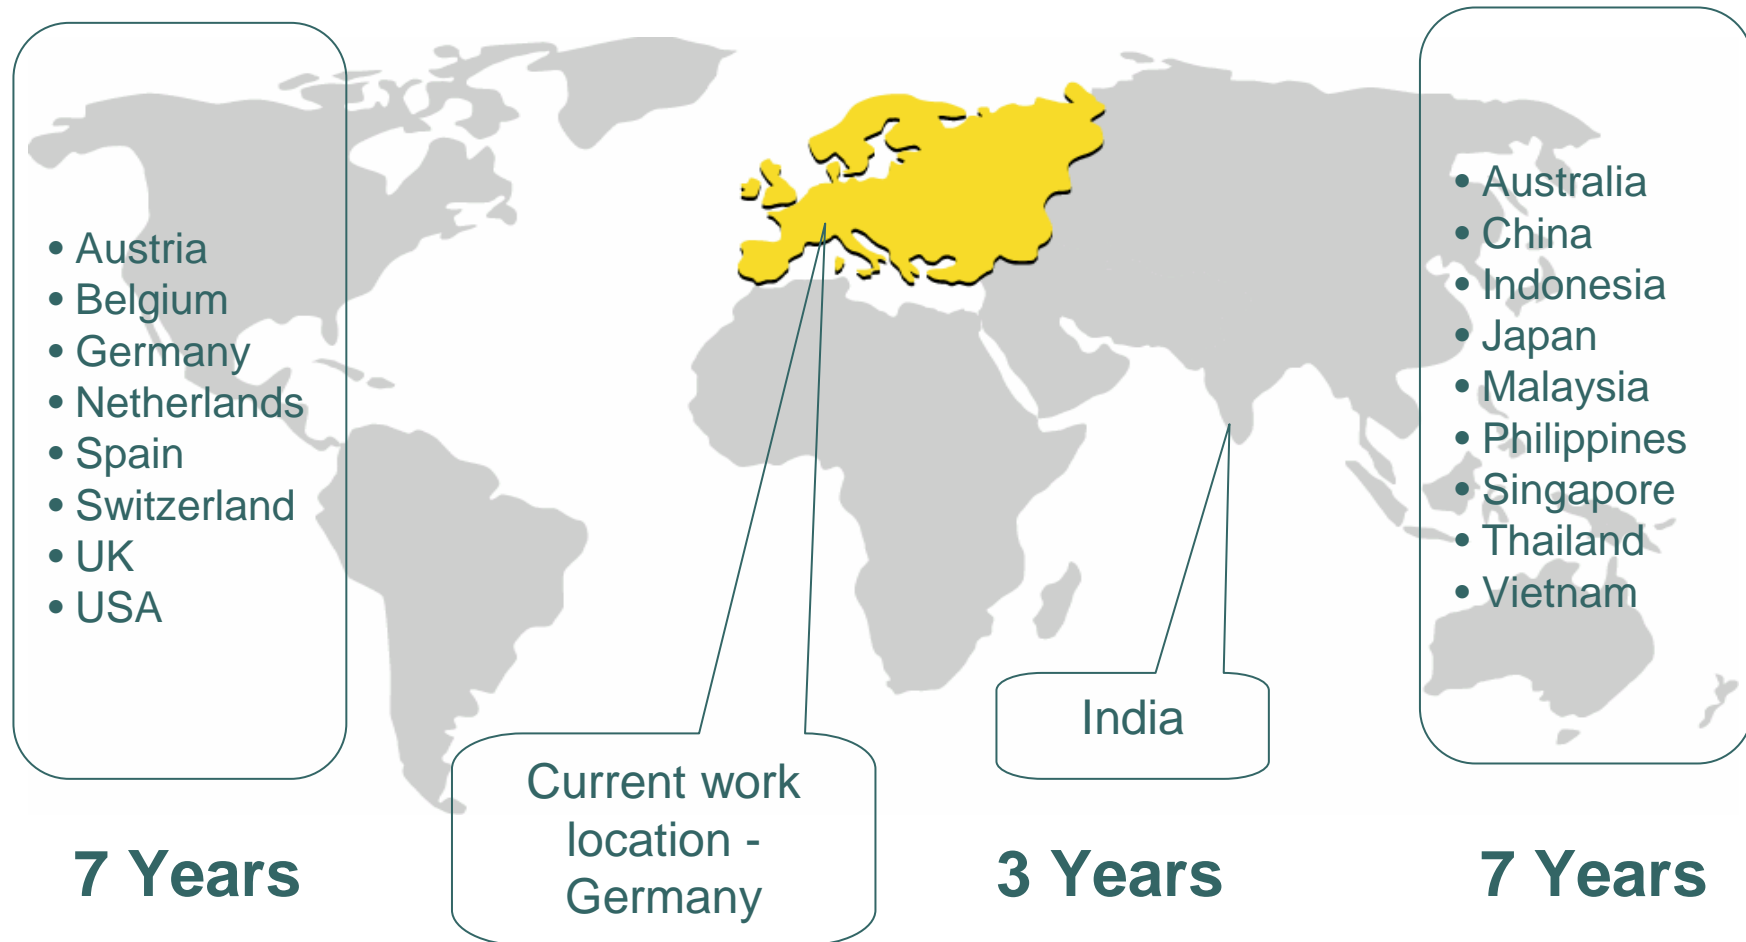 • Austria
• Belgium
• Germany
• Netherlands
• Spain
• Switzerland
• UK
• USA
7 Years
Current work
location -
Germany
India
3 Years
• Australia
• China
• Indonesia
• Japan
• Malaysia
• Philippines
• Singapore
• Thailand
• Vietnam
7 Years